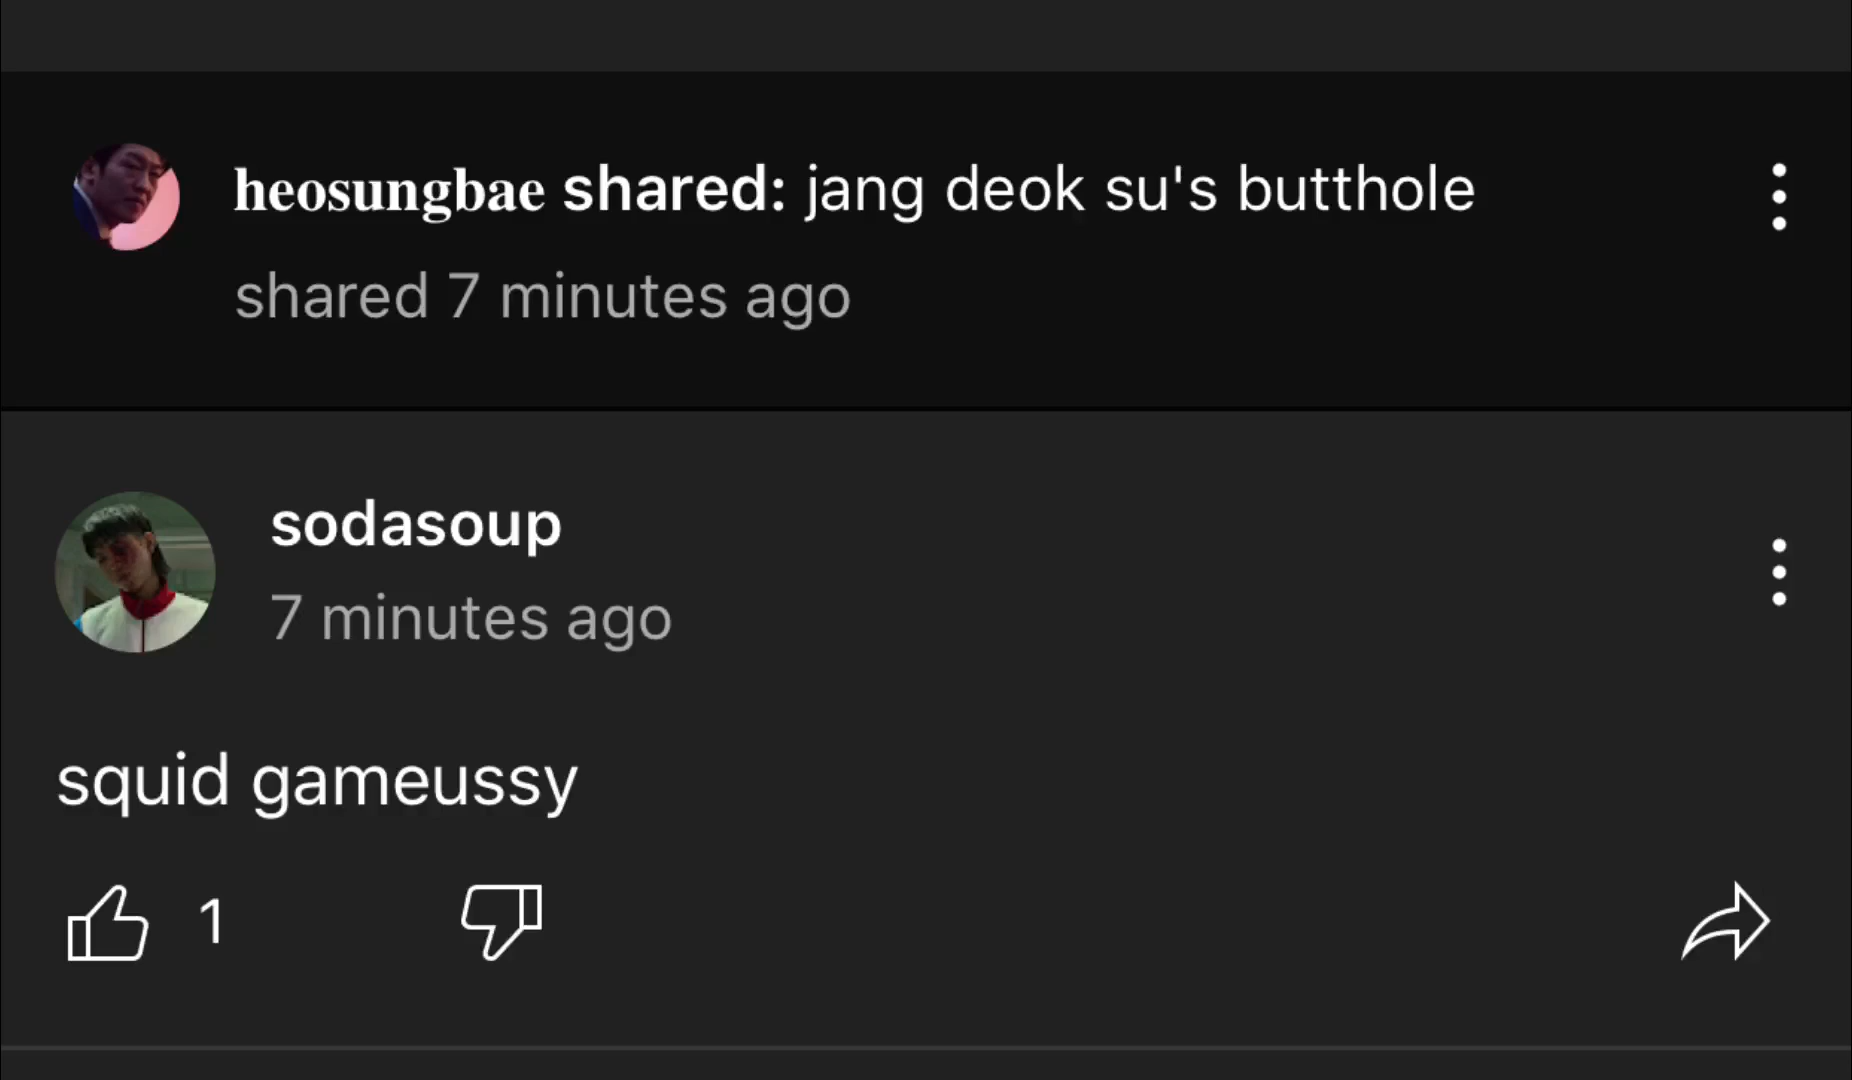 heosungbae shared: jang deok su's butthole
shared 7 minutes ago
sodasoup
7 minutes ago
squid gameussy
1